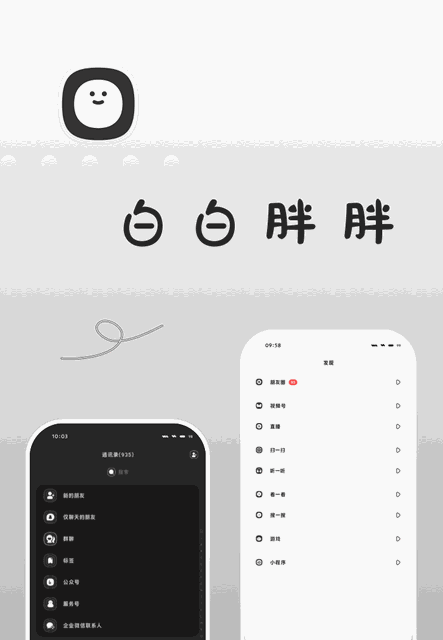 白白胖胖
09:58
发现
朋友圈
视频号
直播
扫一扫
听一听
看一看
搜一搜
游戏
小程序
10:03
通讯录(935)
新的朋友
仅聊天的朋友
群聊
标签
公众号
服务号
企业微信联系人